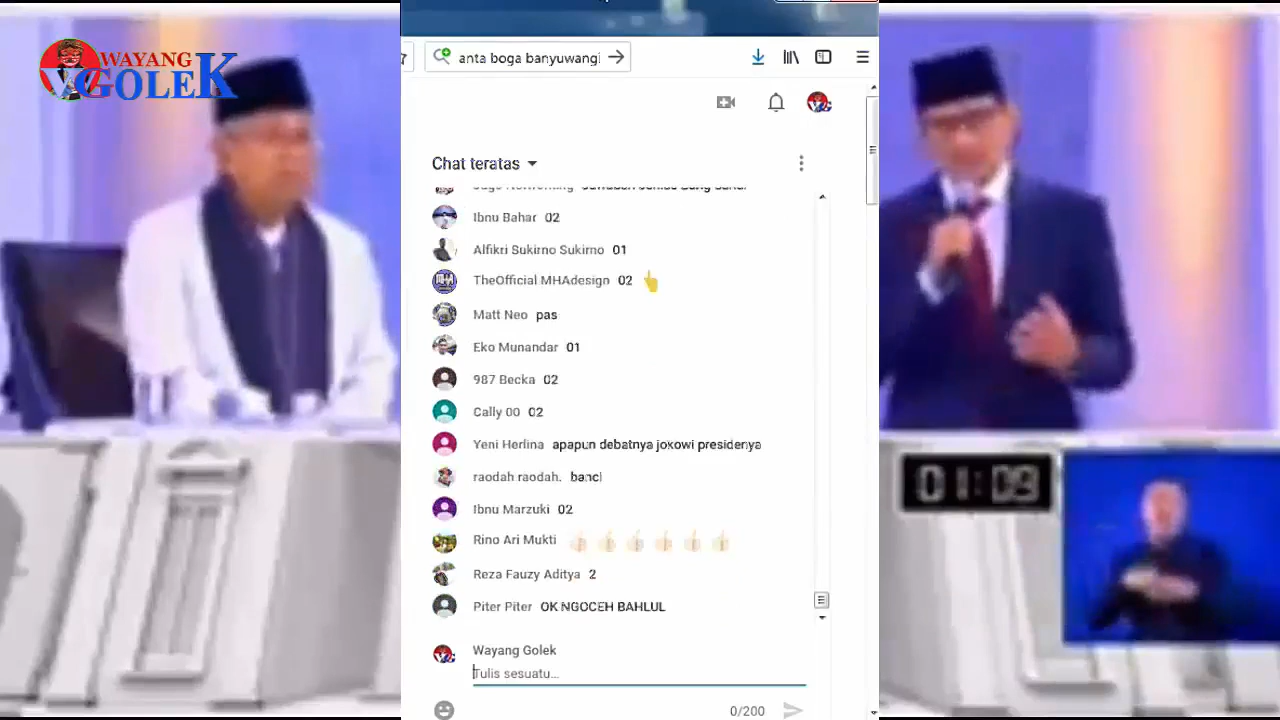 WAYANG
GOLEK
anta boga banyuwangi
Chat teratas
Ibnu Bahar 02
Alfikri Sukirno Sukirno 01
TheOfficial MHAdesign 02
Matt Neo pas
Eko Munandar 01
987 Becka 02
Cally 00 02
Yeni Herlina apapun debatnya jokowi presidenya
raodah raodah. banci
Ibnu Marzuki 02
Rino Ari Mukti
Reza Fauzy Aditya 2
Piter Piter OK NGOCEH BAHLUL
Wayang Golek
Tulis sesuatu...
0/200
01:09